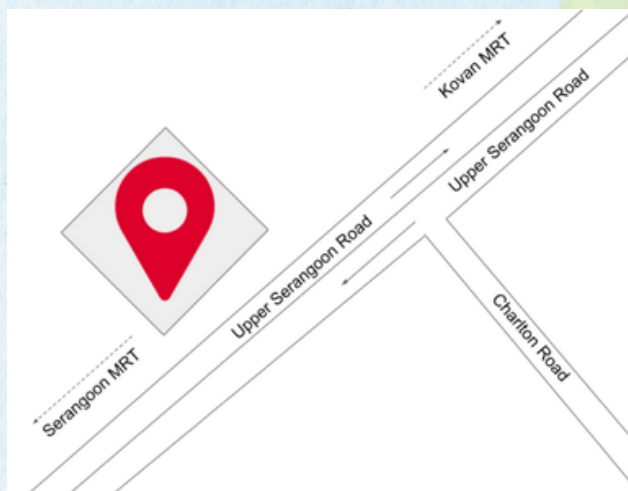 Kovan MRT
Upper Serangoon Road
Upper Serangoon Road
Serangoon MRT
Charlton Road